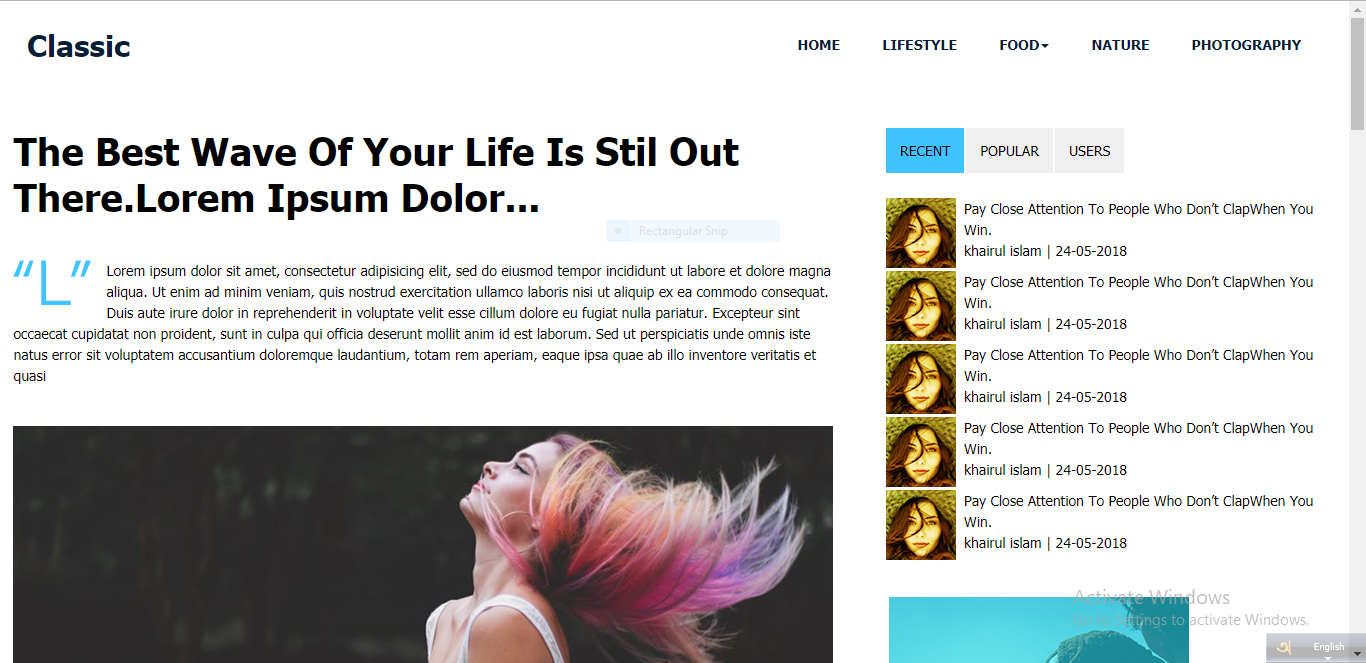 Classic
HOME LIFESTYLE FOOD NATURE PHOTOGRAPHY
The Best Wave Of Your Life Is Stil Out
There.Lorem Ipsum Dolor...
Rectangular Snip
“L”
Lorem ipsum dolor sit amet, consectetur adipisicing elit, sed do eiusmod tempor incididunt ut labore et dolore magna
aliqua. Ut enim ad minim veniam, quis nostrud exercitation ullamco laboris nisi ut aliquip ex ea commodo consequat.
Duis aute irure dolor in reprehenderit in voluptate velit esse cillum dolore eu fugiat nulla pariatur. Excepteur sint
occaecat cupidatat non proident, sunt in culpa qui officia deserunt mollit anim id est laborum. Sed ut perspiciatis unde omnis iste
natus error sit voluptatem accusantium doloremque laudantium, totam rem aperiam, eaque ipsa quae ab illo inventore veritatis et
quasi
RECENT POPULAR USERS
Pay Close Attention To People Who Don’t ClapWhen You
Win.
khairul islam | 24-05-2018
Pay Close Attention To People Who Don’t ClapWhen You
Win.
khairul islam | 24-05-2018
Pay Close Attention To People Who Don’t ClapWhen You
Win.
khairul islam | 24-05-2018
Pay Close Attention To People Who Don’t ClapWhen You
Win.
khairul islam | 24-05-2018
Pay Close Attention To People Who Don’t ClapWhen You
Win.
khairul islam | 24-05-2018
Activate Windows
Go to Settings to activate Windows.
English